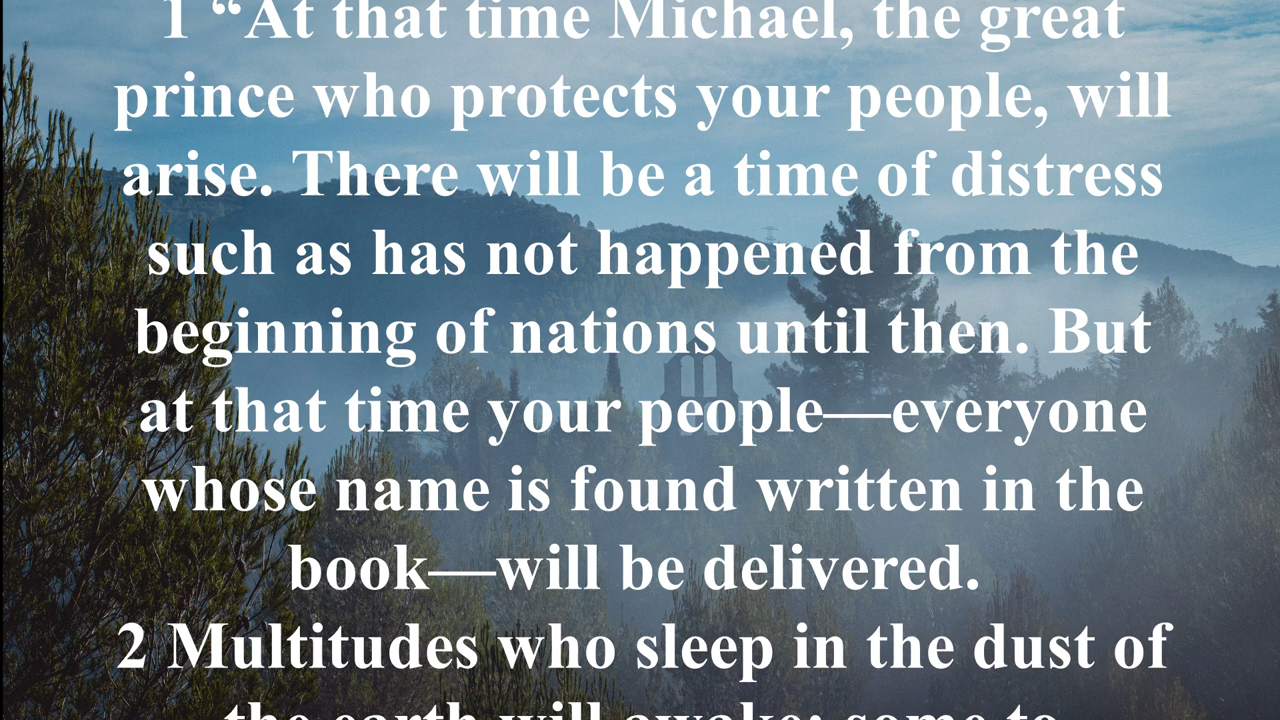 1 “At that time Michael, the great
prince who protects your people, will
arise. There will be a time of distress
such as has not happened from the
beginning of nations until then. But
at that time your people—everyone
whose name is found written in the
book—will be delivered.
2 Multitudes who sleep in the dust of
the earth will awake: some to